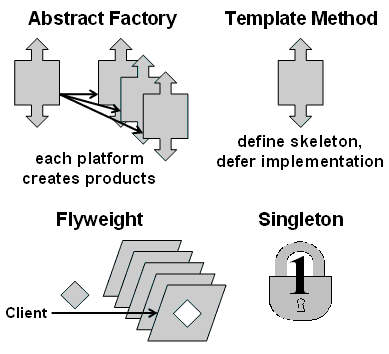 Abstract Factory
each platform
creates products
Template Method
define skeleton,
defer implementation
Flyweight
Client
Singleton
1